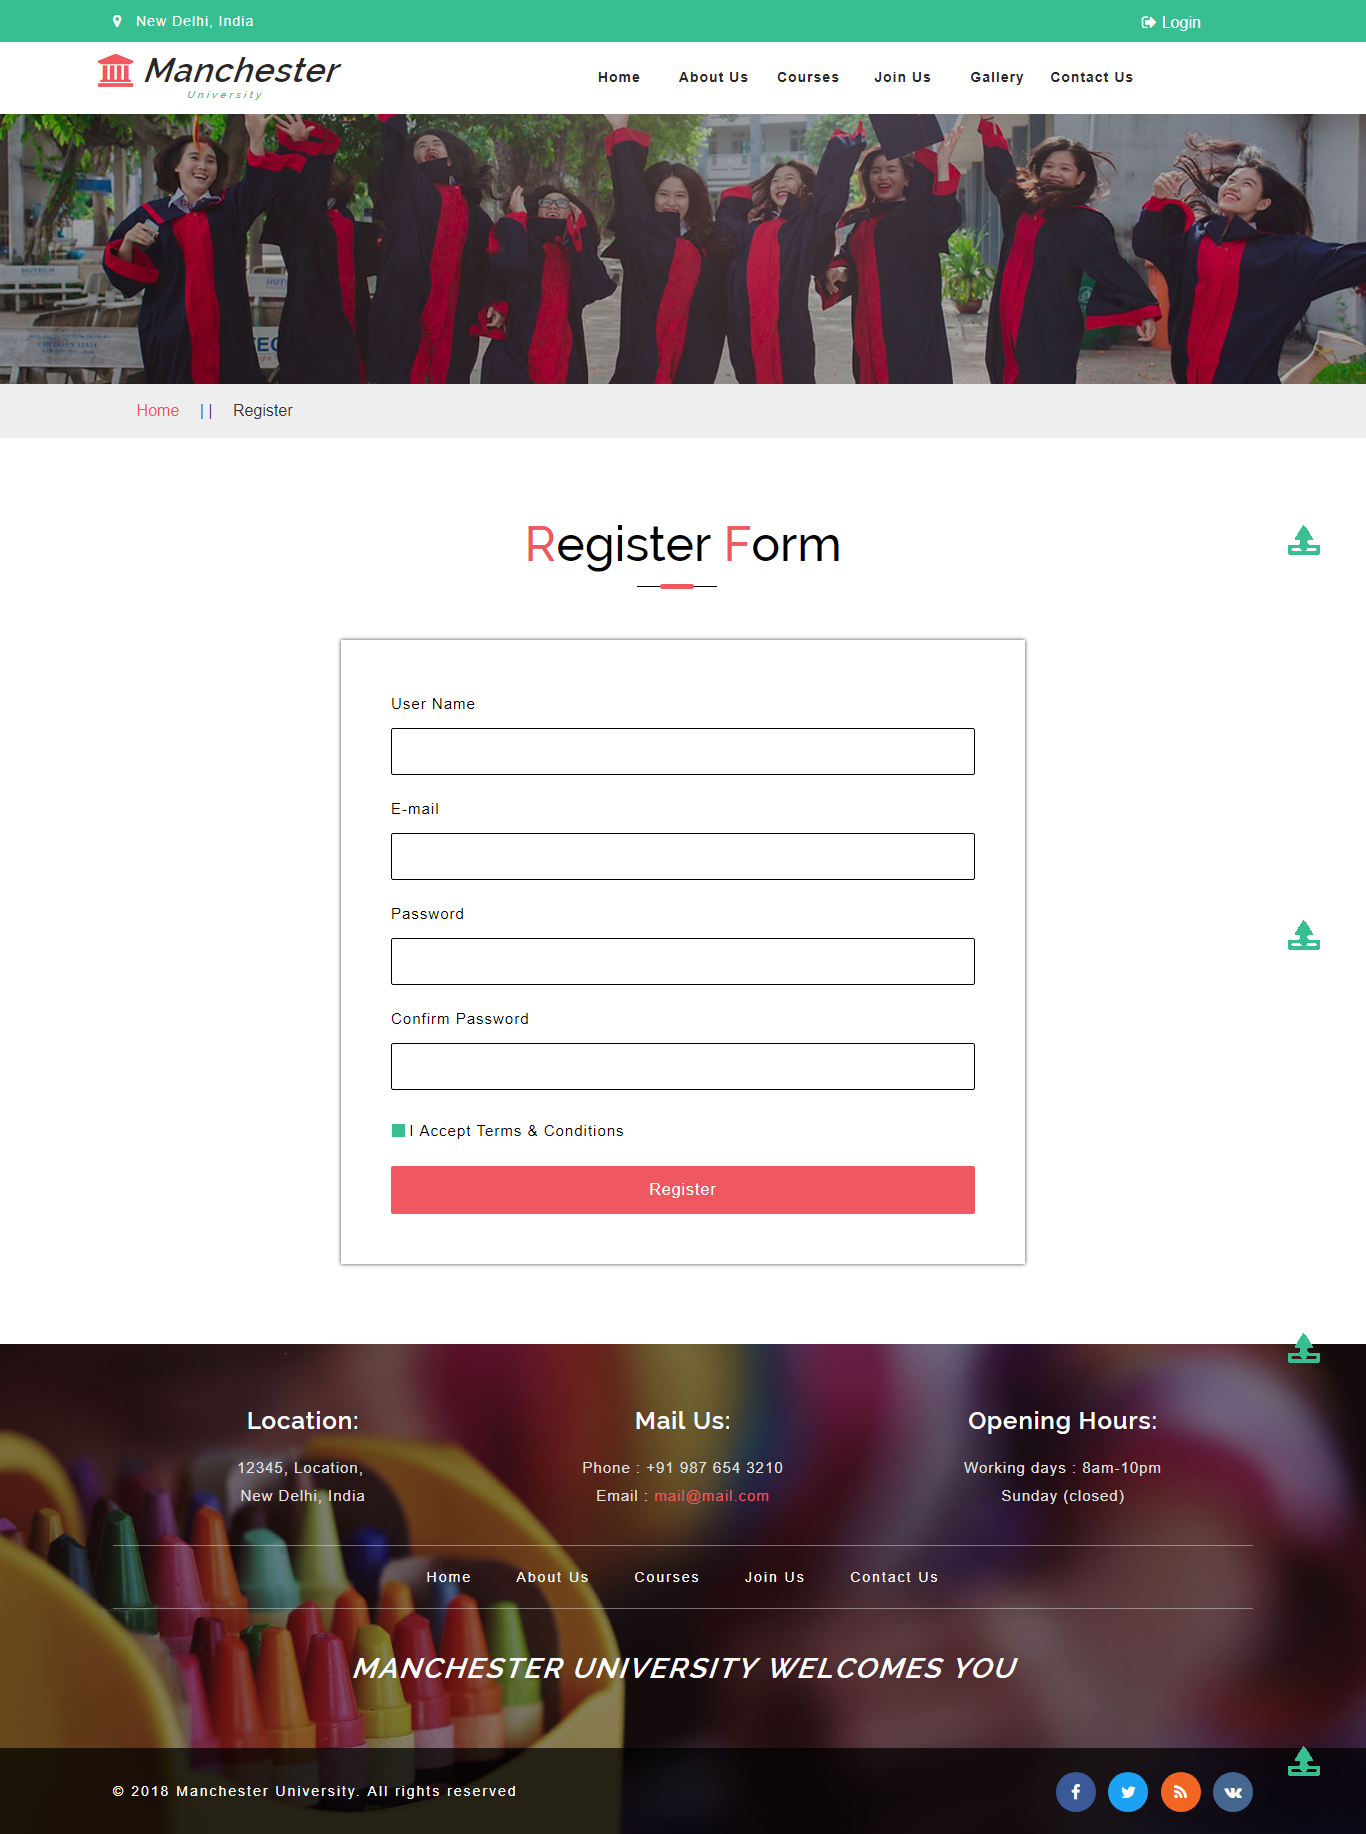 New Delhi, India
Login
Manchester
University
Home About Us Courses Join Us Gallery Contact Us
HUTECH
Home || Register
Register Form
User Name
E-mail
Password
Confirm Password
I Accept Terms & Conditions
Register
Location:
12345, Location,
New Delhi, India
Mail Us:
Phone : +91 987 654 3210
Email : mail@mail.com
Opening Hours:
Working days : 8am-10pm
Sunday (closed)
Home About Us Courses Join Us Contact Us
MANCHESTER UNIVERSITY WELCOMES YOU
© 2018 Manchester University. All rights reserved